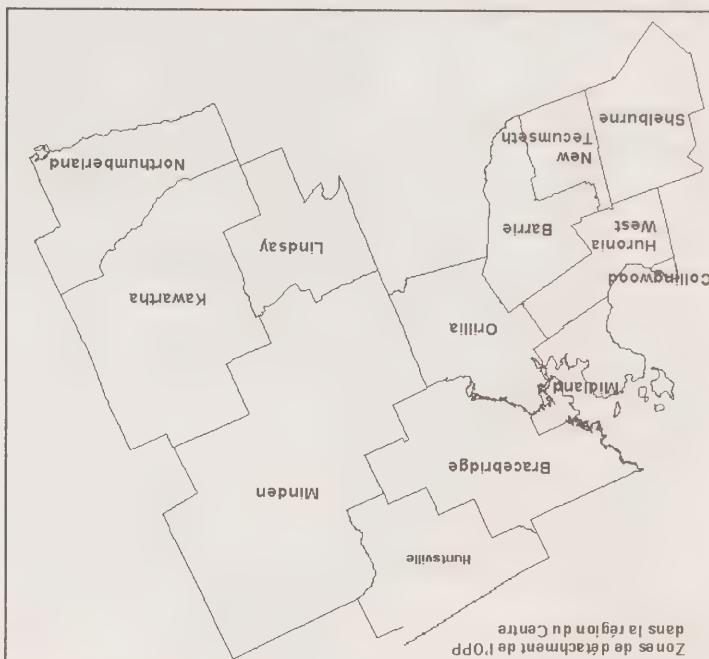 Zones de détachement de l'OPP
dans la région du Centre
Huntsville
Bracebridge
Minden
Midland
Orillia
Kawartha
Collingwood
Huronia
West
Barrie
Lindsay
New
Tecumseth
Northumberland
Shelburne